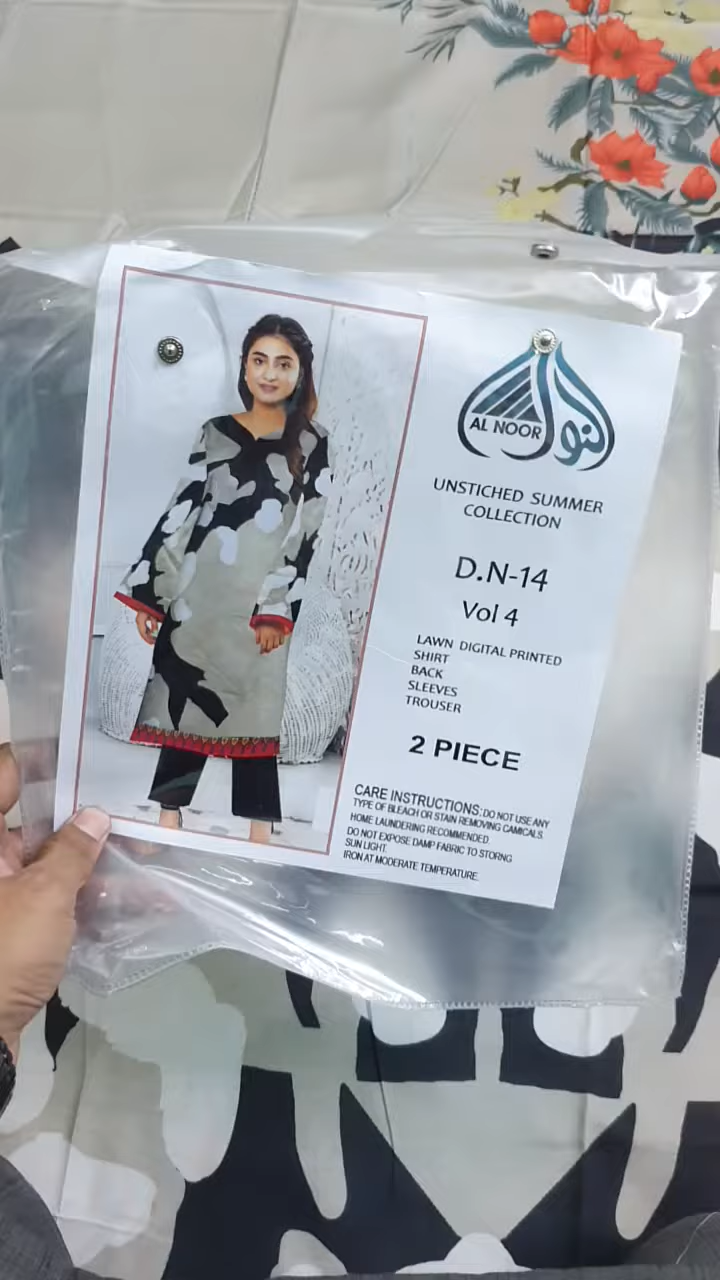 AL NOOR
النور
UNSTICHED SUMMER
COLLECTION
D.N-14
Vol 4
LAWN DIGITAL PRINTED
SHIRT
BACK
SLEEVES
TROUSER
2 PIECE
CARE INSTRUCTIONS: DO NOT USE ANY
TYPE OF BLEACH OR STAIN REMOVING CAMICALS.
HOME LAUNDERING RECOMMENDED
DO NOT EXPOSE DAMP FABRIC TO STORNG
SUN LIGHT.
IRON AT MODERATE TEMPERATURE.